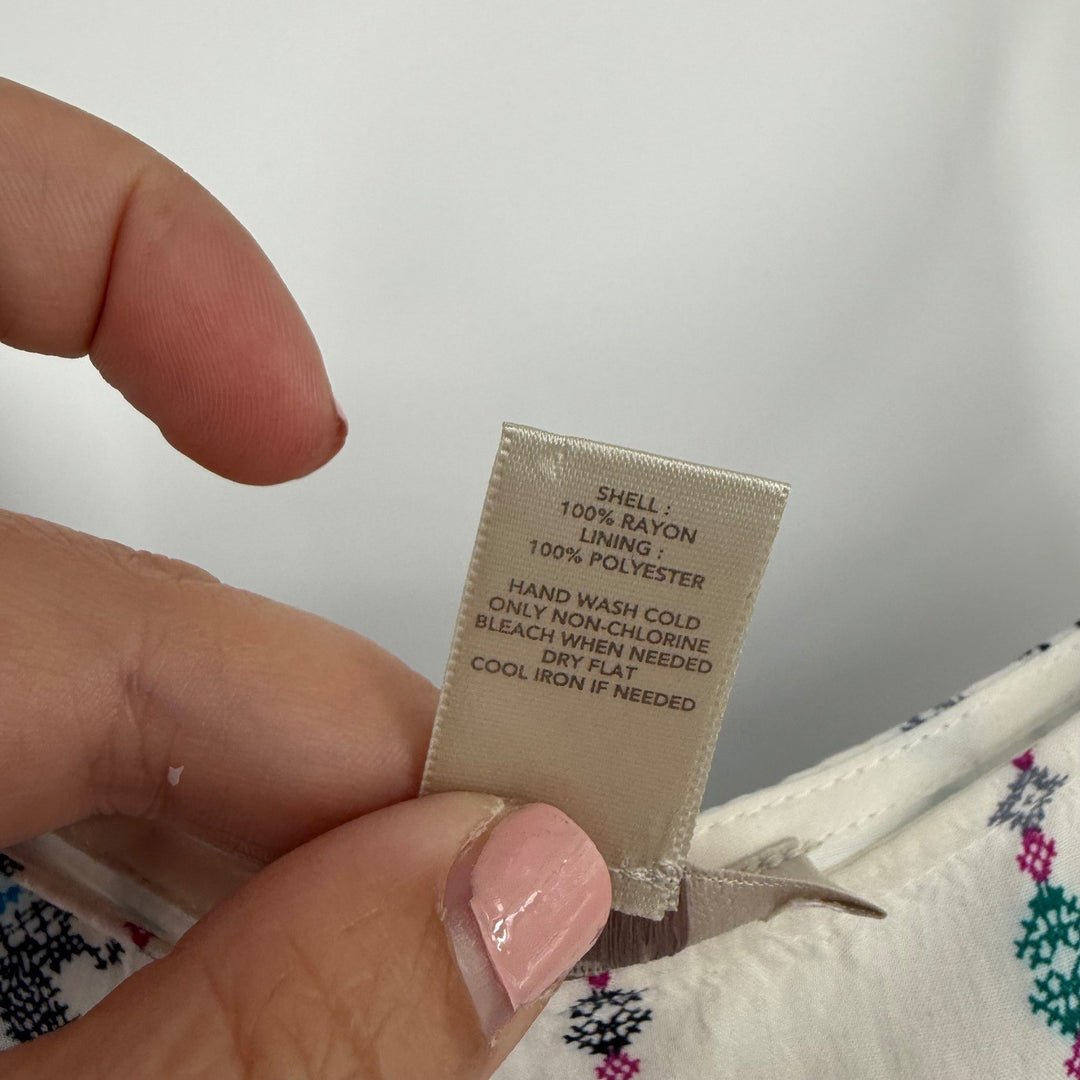 SHELL :
100% RAYON
LINING :
100% POLYESTER
HAND WASH COLD
ONLY NON-CHLORINE
BLEACH WHEN NEEDED
DRY FLAT
COOL IRON IF NEEDED